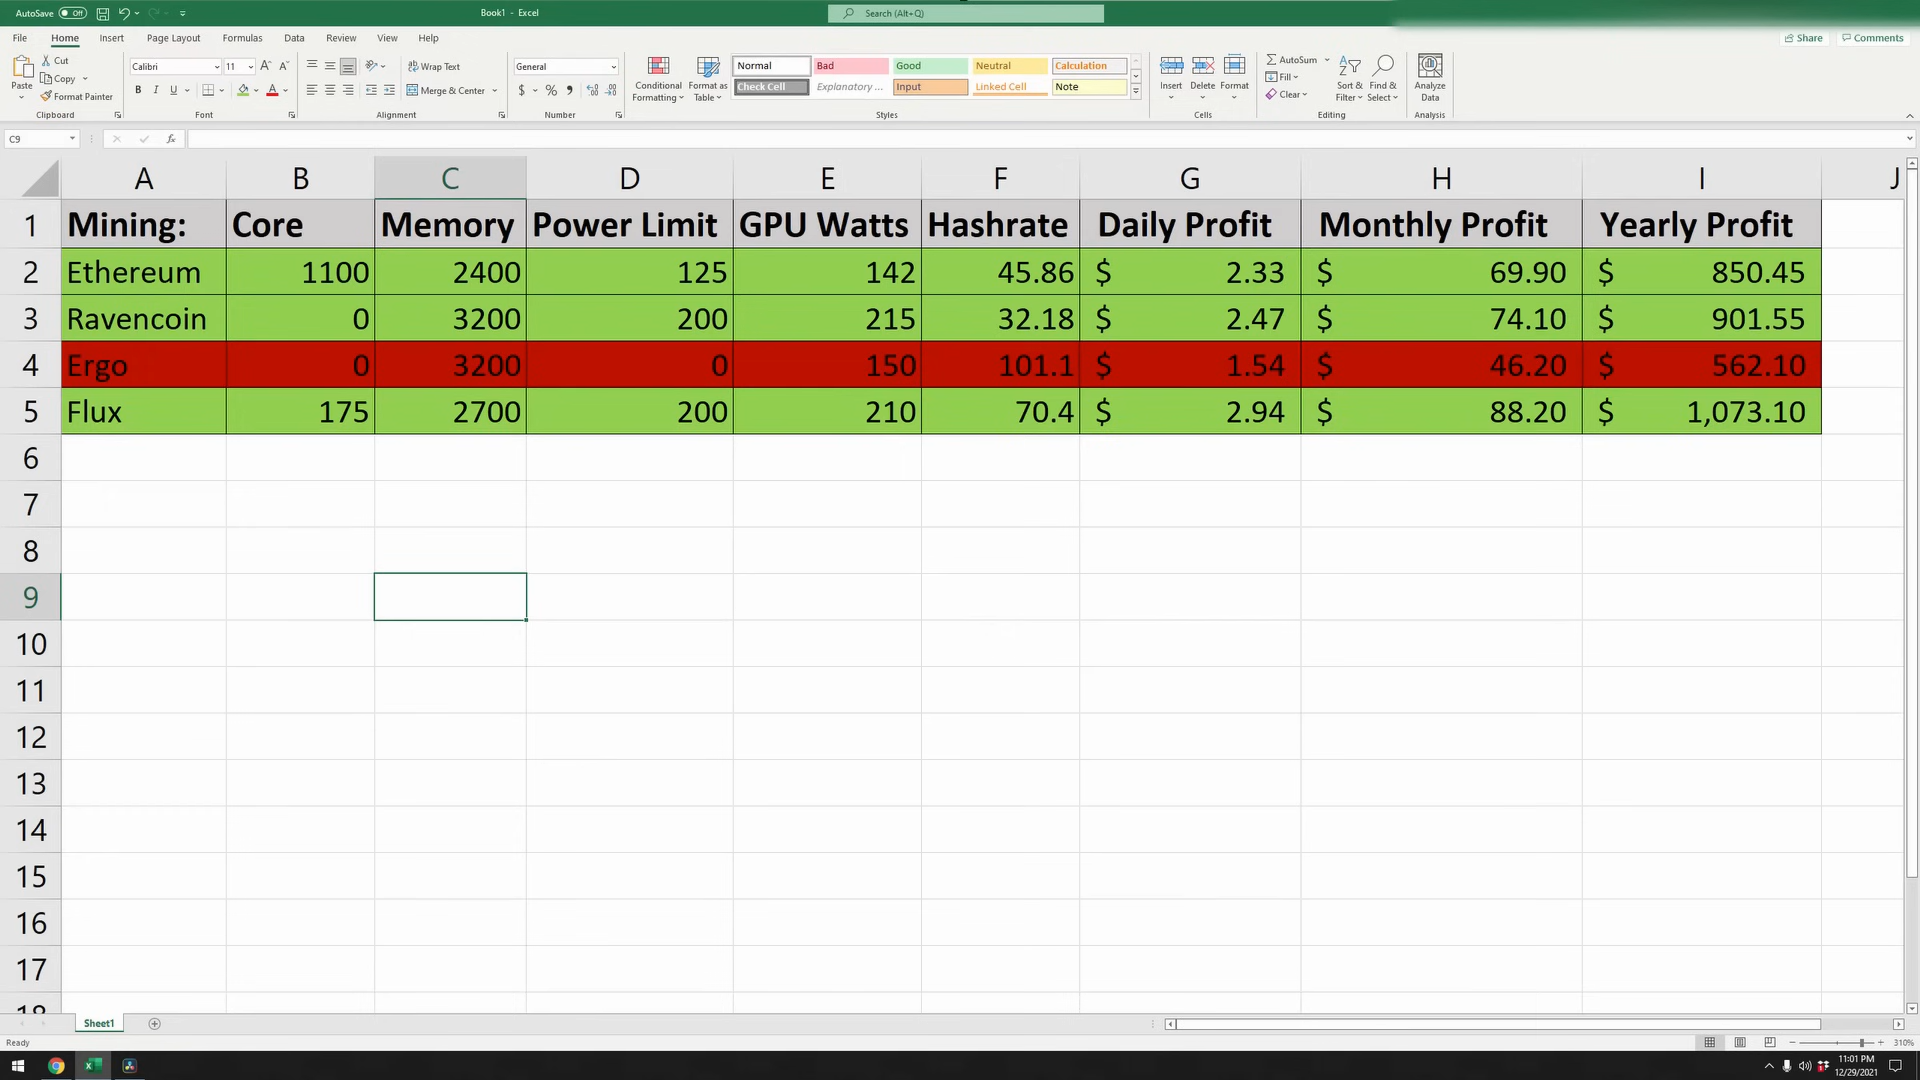 AutoSave Off Book1 - Excel Search (Alt+Q)
File Home Insert Page Layout Formulas Data Review View Help Share Comments
Paste Cut Copy Format Painter Clipboard
Calibri 11 B I U Font
Wrap Text Merge & Center Alignment
General $ % Number
Conditional Formatting Format as Table
Normal Bad Good Neutral Calculation
Check Cell Explanatory ... Input Linked Cell Note
Styles
Insert Delete Format Cells
AutoSum Fill Clear Sort & Filter Find & Select Editing
Analyze Data Analysis
C9 fx
A B C D E F G H I J
1 Mining: Core Memory Power Limit GPU Watts Hashrate Daily Profit Monthly Profit Yearly Profit
2 Ethereum 1100 2400 125 142 45.86 $ 2.33 $ 69.90 $ 850.45
3 Ravencoin 0 3200 200 215 32.18 $ 2.47 $ 74.10 $ 901.55
4 Ergo 0 3200 0 150 101.1 $ 1.54 $ 46.20 $ 562.10
5 Flux 175 2700 200 210 70.4 $ 2.94 $ 88.20 $ 1,073.10
6
7
8
9
10
11
12
13
14
15
16
17
18
Sheet1
Ready 310%
11:01 PM
12/29/2021